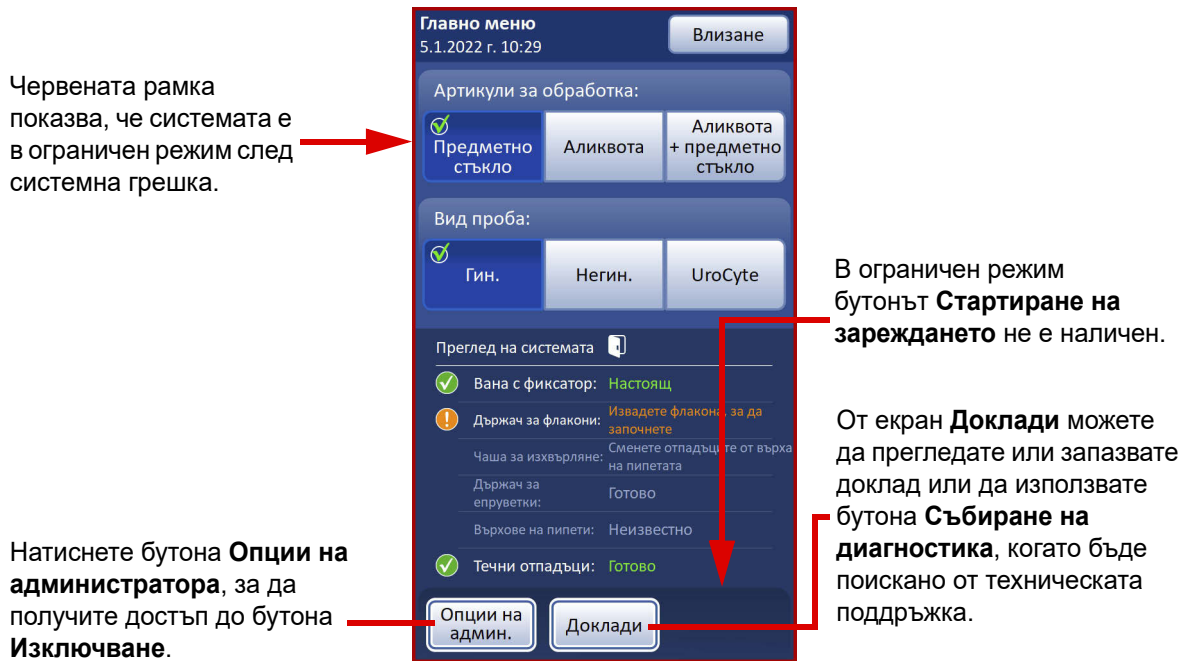 Главно меню
5.1.2022 г. 10:29
Влизане
Червената рамка
показва, че системата е
в ограничен режим след
системна грешка.
Артикули за обработка:
Предметно
стъкло
Аликвота
Аликвота
+ предметно
стъкло
Вид проба:
Гин.
Негин.
UroCyte
В ограничен режим
бутонът Стартиране на
зареждането не е наличен.
Преглед на системата
Вана с фиксатор: Настоящ
Държач за флакони: Извадете флакона, за да
започнете
Чаша за изхвърляне: Сменете отпадъците от върха
на пипетата
Държач за
епруветки: Готово
Върхове на пипети: Неизвестно
Течни отпадъци: Готово
От екран Доклади можете
да прегледате или запазвате
доклад или да използвате
бутона Събиране на
диагностика, когато бъде
поискано от техническата
поддръжка.
Натиснете бутона Опции на
администратора, за да
получите достъп до бутона
Изключване.
Опции на
админ.
Доклади